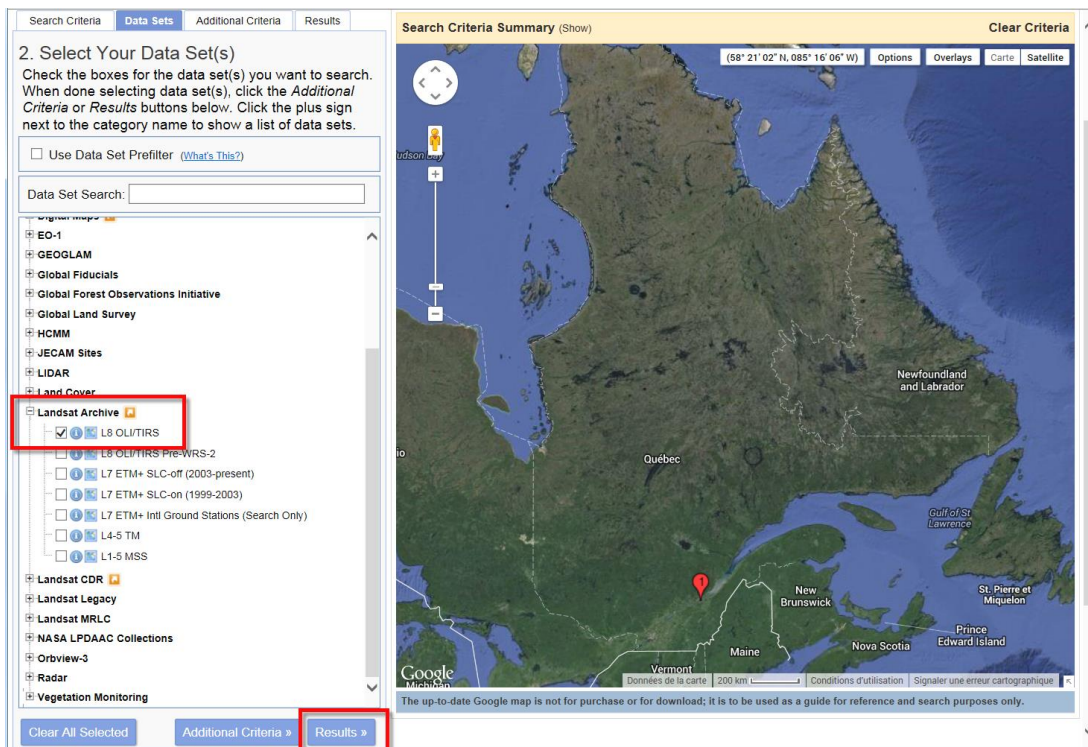 Search Criteria
Data Sets
Additional Criteria
Results
2. Select Your Data Set(s)
Check the boxes for the data set(s) you want to search.
When done selecting data set(s), click the Additional
Criteria or Results buttons below. Click the plus sign
next to the category name to show a list of data sets.
Use Data Set Prefilter (What's This?)
Data Set Search:
Digital Maps
EO-1
GEOGLAM
Global Fiducials
Global Forest Observations Initiative
Global Land Survey
HCMM
JECAM Sites
LIDAR
Land Cover
Landsat Archive
L8 OLI/TIRS
L8 OLI/TIRS Pre-WRS-2
L7 ETM+ SLC-off (2003-present)
L7 ETM+ SLC-on (1999-2003)
L7 ETM+ Intl Ground Stations (Search Only)
L4-5 TM
L1-5 MSS
Landsat CDR
Landsat Legacy
Landsat MRLC
NASA LPDAAC Collections
Orbview-3
Radar
Vegetation Monitoring
Clear All Selected
Additional Criteria »
Results »
Search Criteria Summary (Show)
Clear Criteria
(58° 21' 02" N, 085° 16' 06" W)
Options
Overlays
Carte
Satellite
udson Bay
Newfoundland
and Labrador
io
Québec
Gulf of St
Lawrence
1
New
Brunswick
St. Pierre et
Miquelon
Prince
Edward Island
Nova Scotia
Maine
Vermont
Google
Michigan
Données de la carte
200 km
Conditions d'utilisation
Signaler une erreur cartographique
The up-to-date Google map is not for purchase or for download; it is to be used as a guide for reference and search purposes only.